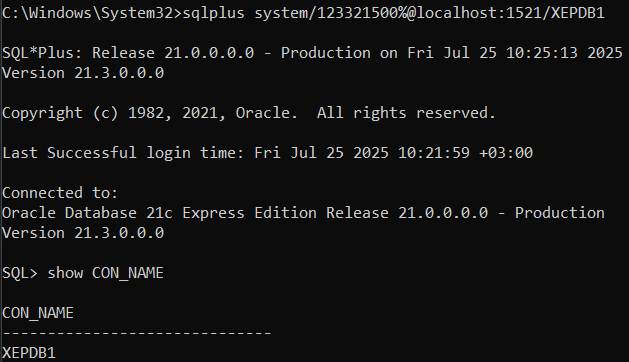 C:\Windows\System32>sqlplus system/123321500%@localhost:1521/XEPDB1
SQL*Plus: Release 21.0.0.0.0 - Production on Fri Jul 25 10:25:13 2025
Version 21.3.0.0.0
Copyright (c) 1982, 2021, Oracle.  All rights reserved.
Last Successful login time: Fri Jul 25 2025 10:21:59 +03:00
Connected to:
Oracle Database 21c Express Edition Release 21.0.0.0.0 - Production
Version 21.3.0.0.0
SQL> show CON_NAME
CON_NAME
------------------------------
XEPDB1